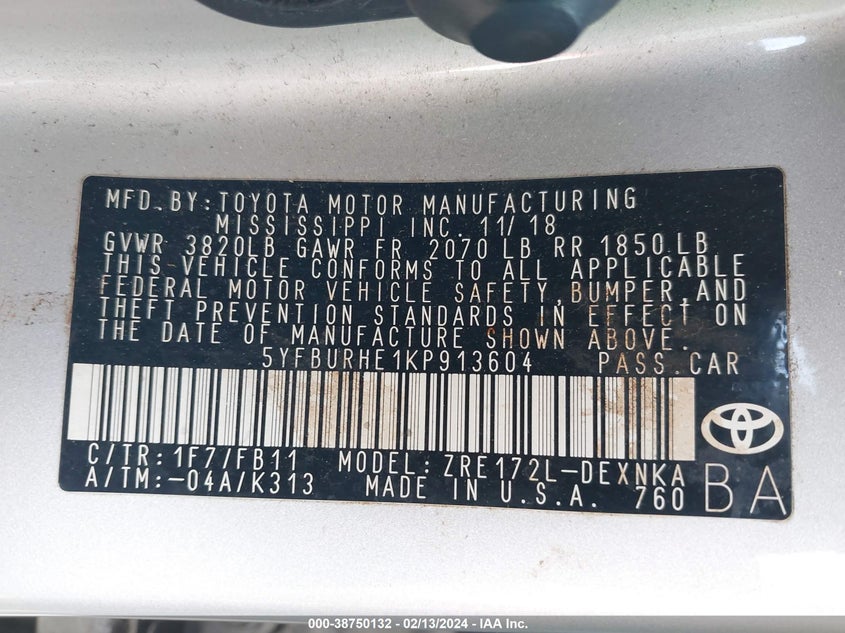 MFD. BY: TOYOTA MOTOR MANUFACTURING
MISSISSIPPI INC. 11/18
GVWR 3820LB GAWR FR 2070 LB RR 1850 LB
THIS VEHICLE CONFORMS TO ALL APPLICABLE
FEDERAL MOTOR VEHICLE SAFETY, BUMPER, AND
THEFT PREVENTION STANDARDS IN EFFECT ON
THE DATE OF MANUFACTURE SHOWN ABOVE.
5YFBURHE1KP913604 PASS. CAR
C/TR: 1F7/FB11 MODEL: ZRE172L-DEXNKA
A/TM:-04A/K313 MADE IN U.S.A. 760 BA
000-38750132 - 02/13/2024 - IAA Inc.